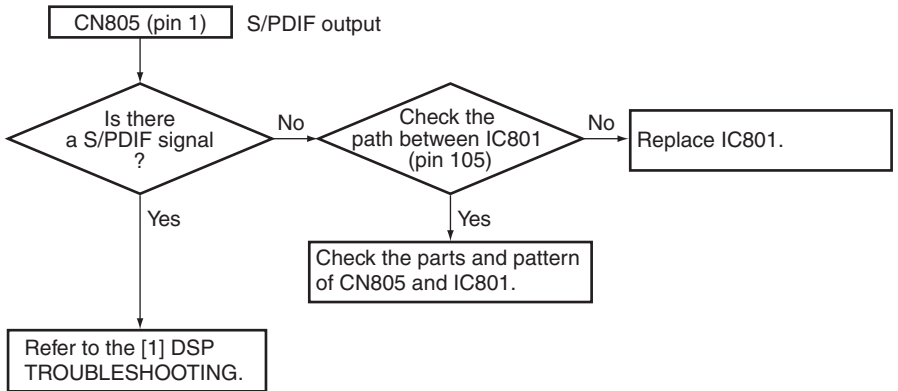 CN805 (pin 1)
S/PDIF output
Is there
a S/PDIF signal
?
No
Check the
path between IC801
(pin 105)
No
Replace IC801.
Yes
Yes
Check the parts and pattern
of CN805 and IC801.
Refer to the [1] DSP
TROUBLESHOOTING.